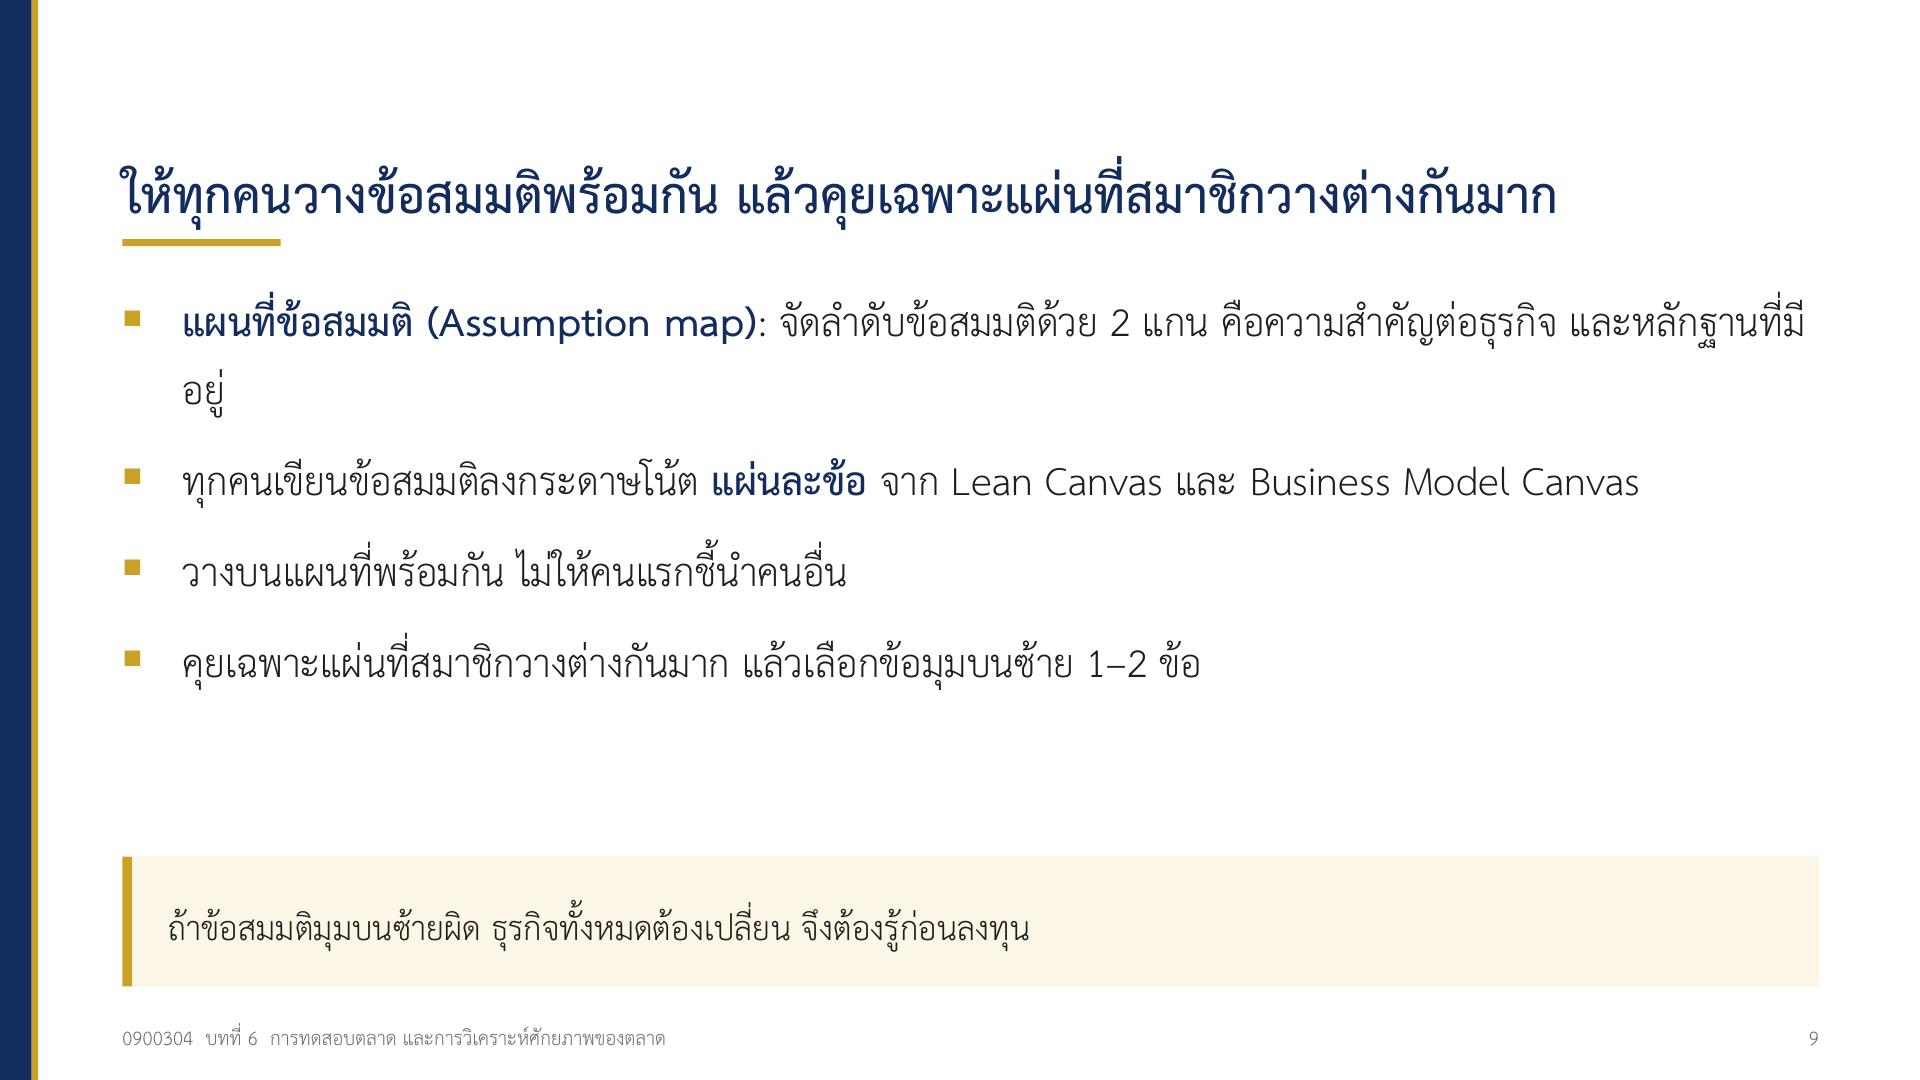 ให้ทุกคนวางข้อสมมติพร้อมกัน แล้วคุยเฉพาะแผ่นที่สมาชิกวางต่างกันมาก
แผนที่ข้อสมมติ (Assumption map): จัดลำดับข้อสมมติด้วย 2 แกน คือความสำคัญต่อธุรกิจ และหลักฐานที่มี
อยู่
ทุกคนเขียนข้อสมมติลงกระดาษโน้ต แผ่นละข้อ จาก Lean Canvas และ Business Model Canvas
วางบนแผนที่พร้อมกัน ไม่ให้คนแรกชี้นำคนอื่น
คุยเฉพาะแผ่นที่สมาชิกวางต่างกันมาก แล้วเลือกข้อมุมบนซ้าย 1–2 ข้อ
ถ้าข้อสมมติมุมบนซ้ายผิด ธุรกิจทั้งหมดต้องเปลี่ยน จึงต้องรู้ก่อนลงทุน
0900304 บทที่ 6 การทดสอบตลาด และการวิเคราะห์ศักยภาพของตลาด
9